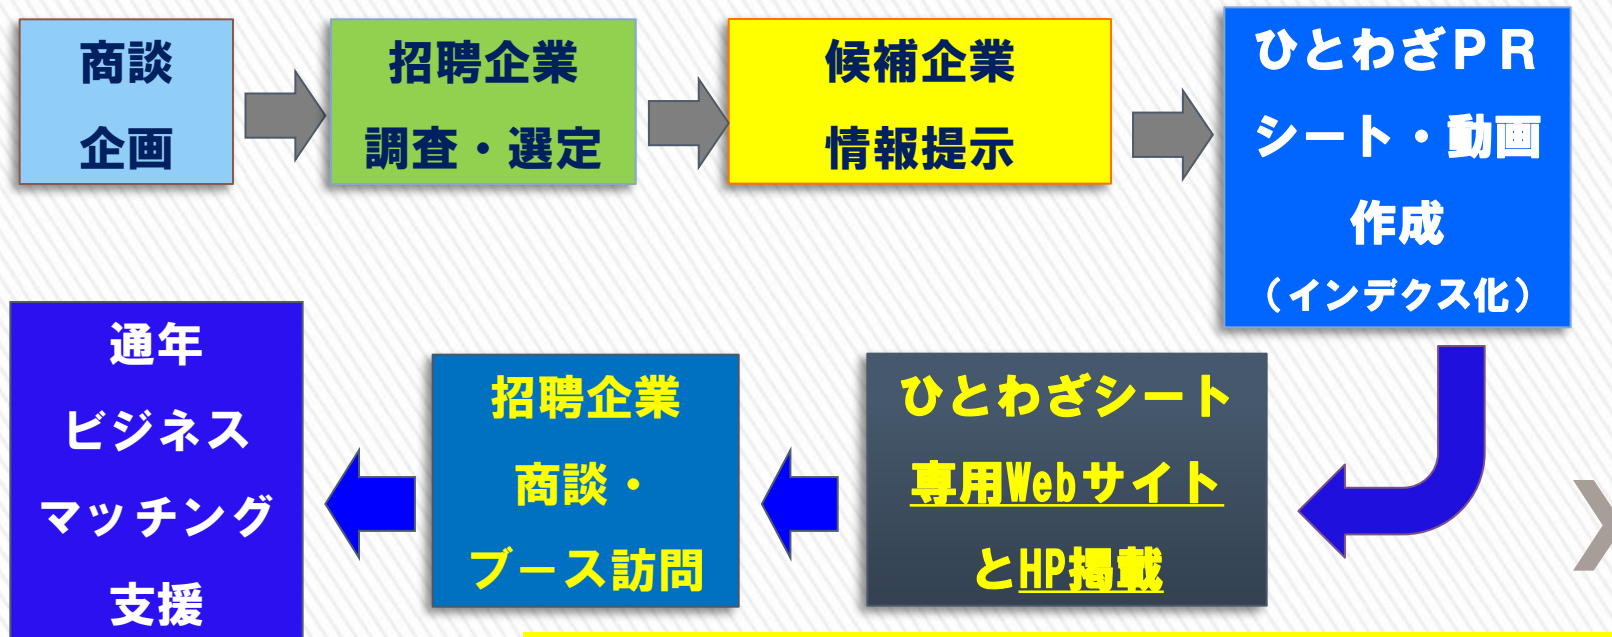 商談
企画
招聘企業
調査・選定
候補企業
情報提示
ひとわざＰＲ
シート・動画
作成
（インデクス化）
ひとわざシート
専用Webサイト
とHP掲載
招聘企業
商談・
ブース訪問
通年
ビジネス
マッチング
支援